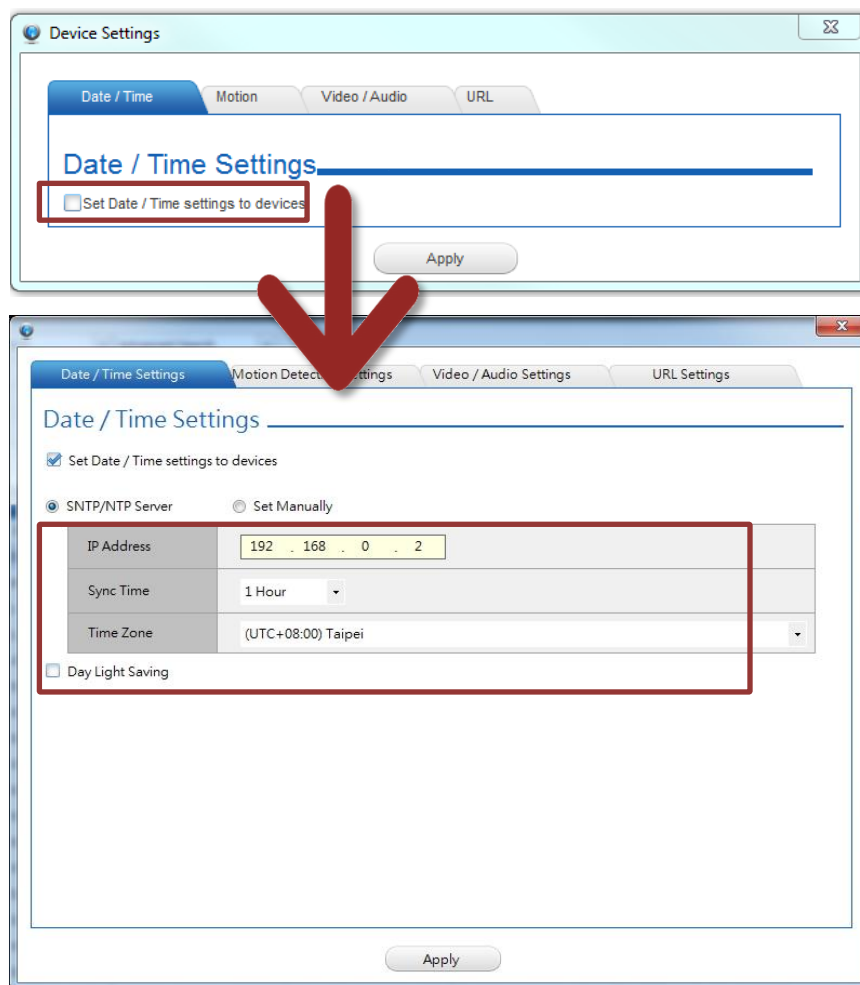 Device Settings
Date / Time Motion Video / Audio URL
Date / Time Settings
Set Date / Time settings to devices
Apply
Date / Time Settings Motion Detect ttings Video / Audio Settings URL Settings
Date / Time Settings
Set Date / Time settings to devices
SNTP/NTP Server Set Manually
IP Address 192 . 168 . 0 . 2
Sync Time 1 Hour
Time Zone (UTC+08:00) Taipei
Day Light Saving
Apply